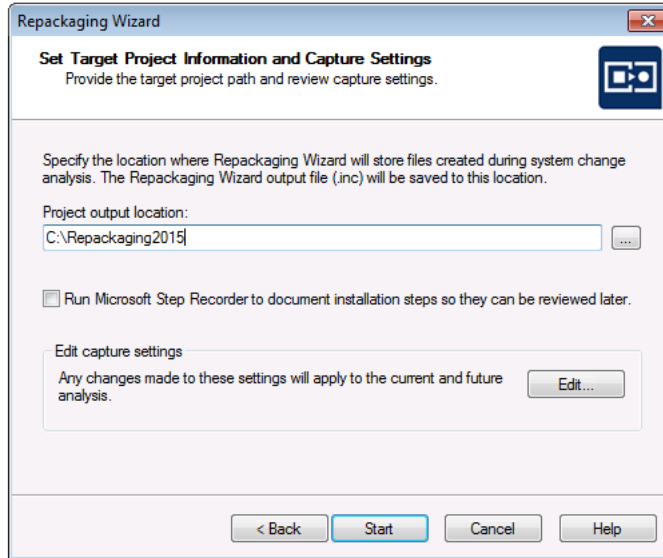 Repackaging Wizard
Set Target Project Information and Capture Settings
Provide the target project path and review capture settings.
Specify the location where Repackaging Wizard will store files created during system change
analysis. The Repackaging Wizard output file (.inc) will be saved to this location.
Project output location:
C:\Repackaging2015
...
Run Microsoft Step Recorder to document installation steps so they can be reviewed later.
Edit capture settings
Any changes made to these settings will apply to the current and future
analysis.
Edit...
< Back
Start
Cancel
Help